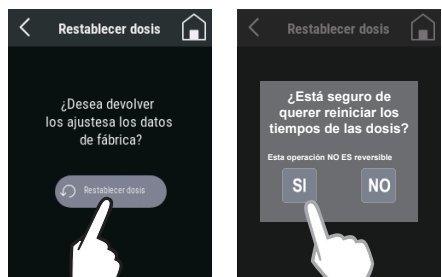 Restablecer dosis
¿Desea devolver
los ajustesa los datos
de fábrica?
Restablecer dosis
Restablecer dosis
¿Está seguro de
querer reiniciar los
tiempos de las dosis?
Esta operación NO ES reversible
SI NO